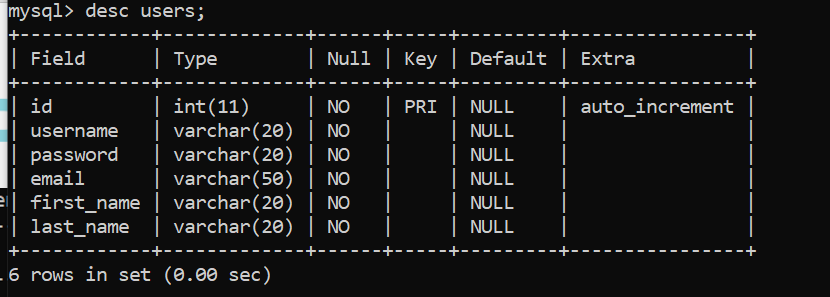 mysql> desc users;
+------------+-------------+------+-----+---------+----------------+
| Field      | Type        | Null | Key | Default | Extra          |
+------------+-------------+------+-----+---------+----------------+
| id         | int(11)     | NO   | PRI | NULL    | auto_increment |
| username   | varchar(20) | NO   |     | NULL    |                |
| password   | varchar(20) | NO   |     | NULL    |                |
| email      | varchar(50) | NO   |     | NULL    |                |
| first_name | varchar(20) | NO   |     | NULL    |                |
| last_name  | varchar(20) | NO   |     | NULL    |                |
+------------+-------------+------+-----+---------+----------------+
6 rows in set (0.00 sec)